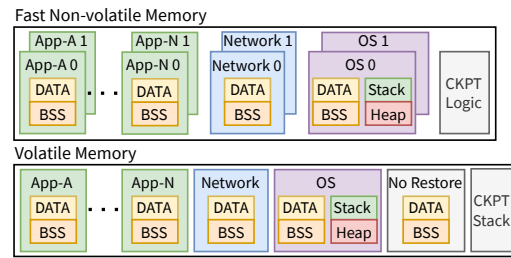 Fast Non-volatile Memory
App-A 1 App-N 1 Network 1 OS 1
App-A 0 App-N 0 Network 0 OS 0
DATA . . . DATA DATA DATA Stack CKPT
BSS BSS BSS BSS Heap Logic
Volatile Memory
App-A App-N Network OS No Restore
DATA . . . DATA DATA DATA Stack DATA CKPT
BSS BSS BSS BSS Heap BSS Stack